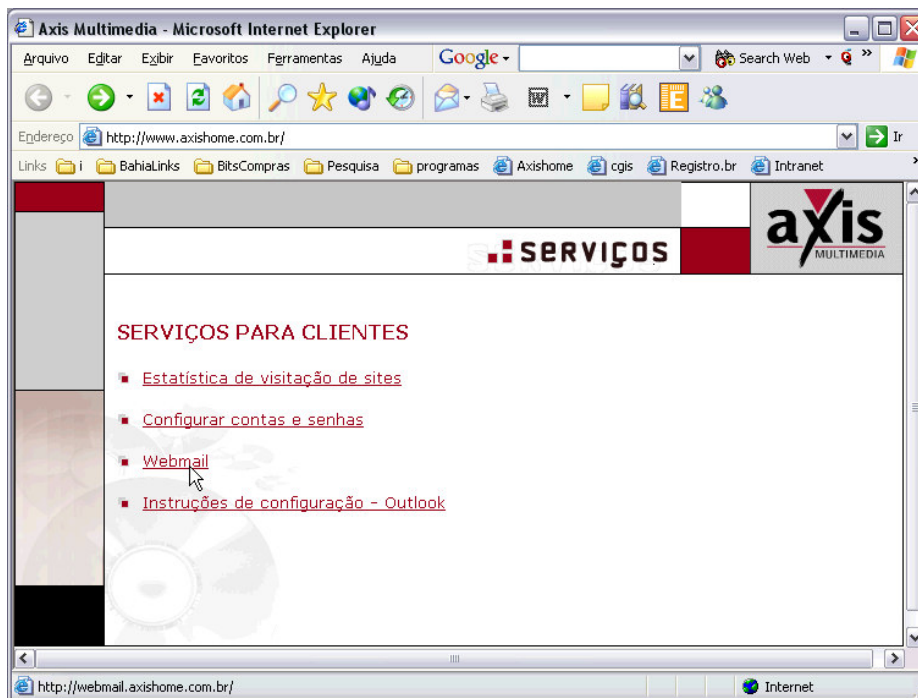 Axis Multimedia - Microsoft Internet Explorer
Arquivo Editar Exibir Favoritos Ferramentas Ajuda Google Search Web »
Endereço http://www.axishome.com.br/ Ir
Links i BahiaLinks BitsCompras Pesquisa programas Axishome cgis Registro.br Intranet »
axis
MULTIMEDIA
SERVIÇOS
SERVIÇOS PARA CLIENTES
Estatística de visitação de sites
Configurar contas e senhas
Webmail
Instruções de configuração - Outlook
http://webmail.axishome.com.br/ Internet